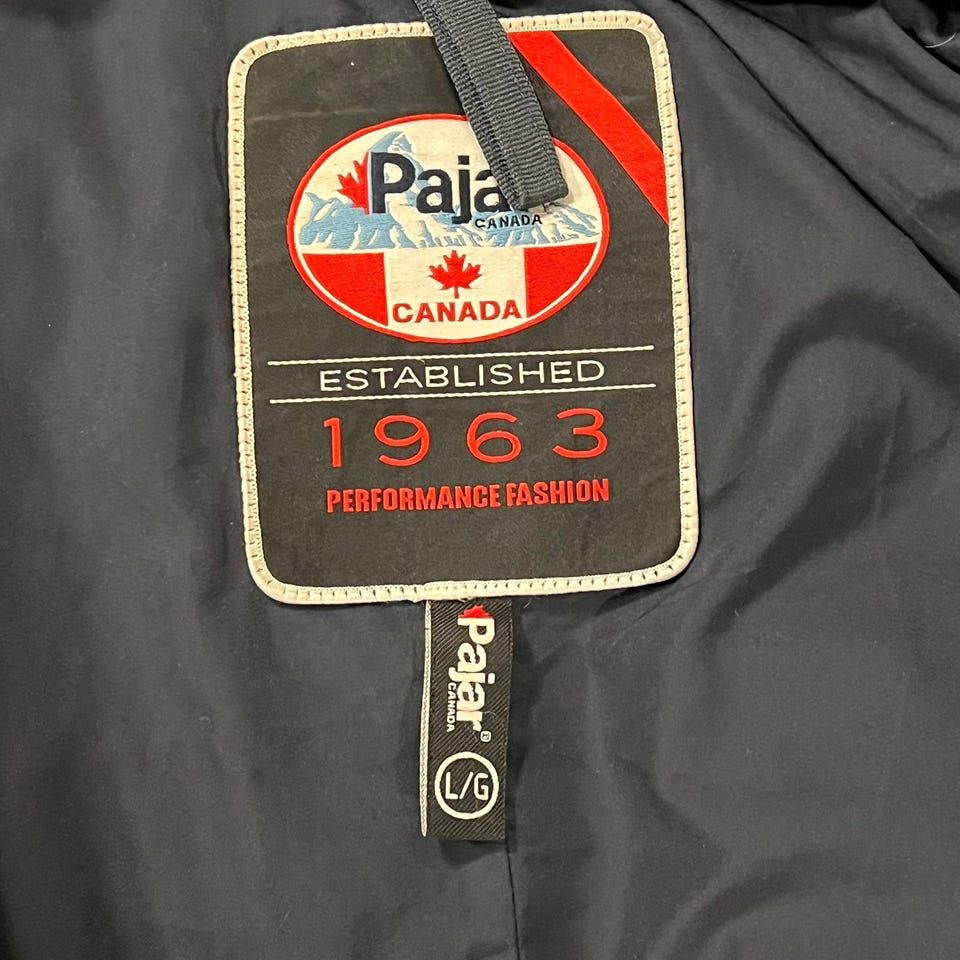 Pajar
CANADA
CANADA
ESTABLISHED
1963
PERFORMANCE FASHION
Pajar®
CANADA
L/G